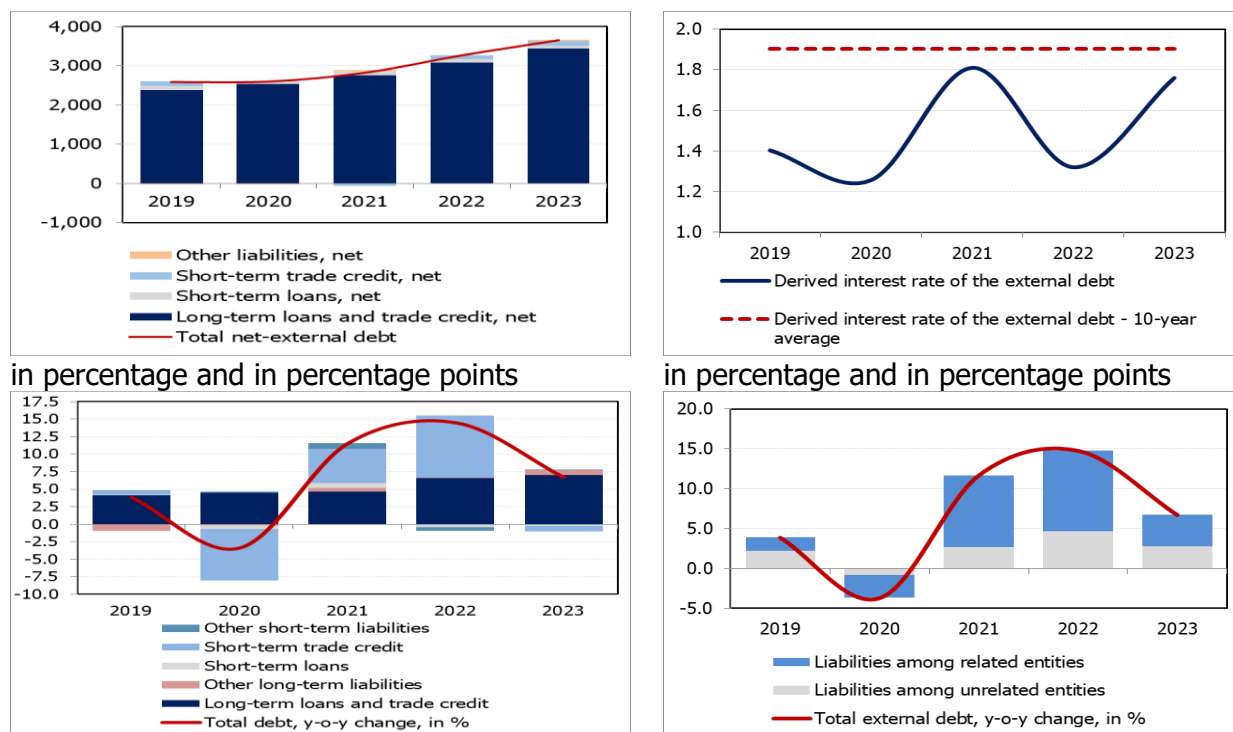 4,000
3,000
2,000
1,000
0
-1,000
2019 2020 2021 2022 2023
Other liabilities, net
Short-term trade credit, net
Short-term loans, net
Long-term loans and trade credit, net
Total net-external debt
2.0
1.8
1.6
1.4
1.2
1.0
2019 2020 2021 2022 2023
Derived interest rate of the external debt
Derived interest rate of the external debt - 10-year
average
in percentage and in percentage points
17.5
15.0
12.5
10.0
7.5
5.0
2.5
0.0
-2.5
-5.0
-7.5
-10.0
2019 2020 2021 2022 2023
Other short-term liabilities
Short-term trade credit
Short-term loans
Other long-term liabilities
Long-term loans and trade credit
Total debt, y-o-y change, in %
in percentage and in percentage points
20.0
15.0
10.0
5.0
0.0
-5.0
2019 2020 2021 2022 2023
Liabilities among related entities
Liabilities among unrelated entities
Total external debt, y-o-y change, in %